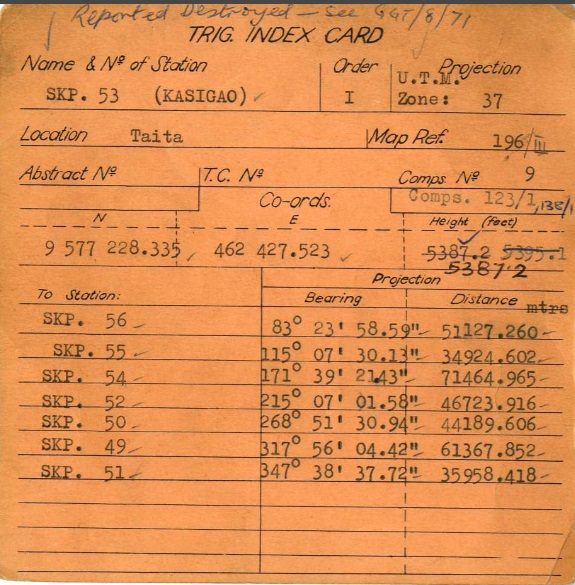 Reported Destroyed - see GGT/8/71
TRIG. INDEX CARD
Name & Nº of Station Order Projection
SKP. 53 (KASIGAO) I U.T.M. Zone: 37
Location Taita Map Ref. 196/III
Abstract Nº T.C. Nº Comps. Nº 9
Comps. 123/1, 138/1
Co-ords.
N E Height (feet)
9 577 228.335 462 427.523 5387.2 5395.1
5387.2
Projection
To Station: Bearing Distance mtrs
SKP. 56 83° 23' 58.59" 51127.260
SKP. 55 115° 07' 30.13" 34924.602
SKP. 54 171° 39' 21.43" 71464.965
SKP. 52 215° 07' 01.58" 46723.916
SKP. 50 268° 51' 30.94" 44189.606
SKP. 49 317° 56' 04.42" 61367.852
SKP. 51 347° 38' 37.72" 35958.418